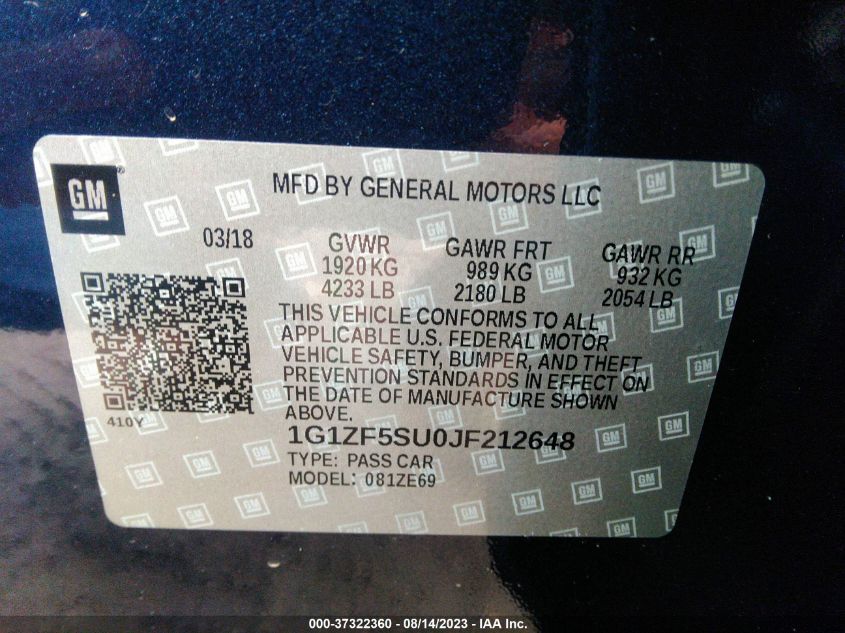 GM
MFD BY GENERAL MOTORS LLC
03/18
GVWR GAWR FRT GAWR RR
1920 KG 989 KG 932 KG
4233 LB 2180 LB 2054 LB
THIS VEHICLE CONFORMS TO ALL
APPLICABLE U.S. FEDERAL MOTOR
VEHICLE SAFETY, BUMPER, AND THEFT
PREVENTION STANDARDS IN EFFECT ON
THE DATE OF MANUFACTURE SHOWN
ABOVE.
410Y
1G1ZF5SU0JF212648
TYPE: PASS CAR
MODEL: 081ZE69
000-37322360 - 08/14/2023 - IAA Inc.